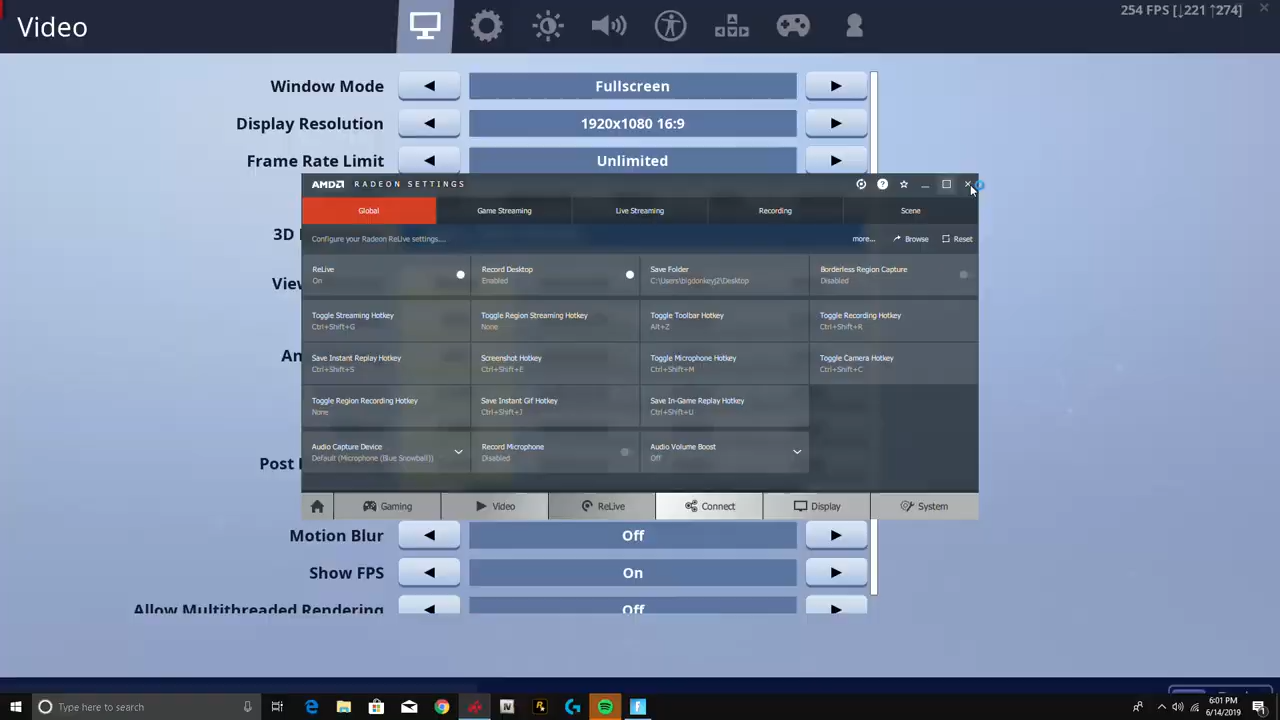 Video
254 FPS [↓221 ↑274]
Window Mode
Fullscreen
Display Resolution
1920x1080 16:9
Frame Rate Limit
Unlimited
AMD RADEON SETTINGS
Global
Game Streaming
Live Streaming
Recording
Scene
3D
Configure your Radeon ReLive settings...
more...
Browse
Reset
ReLive
On
Record Desktop
Enabled
Save Folder
C:\Users\bigdonkeyj2\Desktop
Borderless Region Capture
Disabled
Toggle Streaming Hotkey
Ctrl+Shift+G
Toggle Region Streaming Hotkey
None
Toggle Toolbar Hotkey
Alt+Z
Toggle Recording Hotkey
Ctrl+Shift+R
Save Instant Replay Hotkey
Ctrl+Shift+S
Screenshot Hotkey
Ctrl+Shift+E
Toggle Microphone Hotkey
Ctrl+Shift+M
Toggle Camera Hotkey
Ctrl+Shift+C
Toggle Region Recording Hotkey
None
Save Instant Gif Hotkey
Ctrl+Shift+J
Save In-Game Replay Hotkey
Ctrl+Shift+U
Audio Capture Device
Default (Microphone (Blue Snowball))
Record Microphone
Disabled
Audio Volume Boost
Off
Post
Gaming
Video
ReLive
Connect
Display
System
Motion Blur
Off
Show FPS
On
Allow Multithreaded Rendering
Off
Type here to search
6:01 PM
6/14/2019